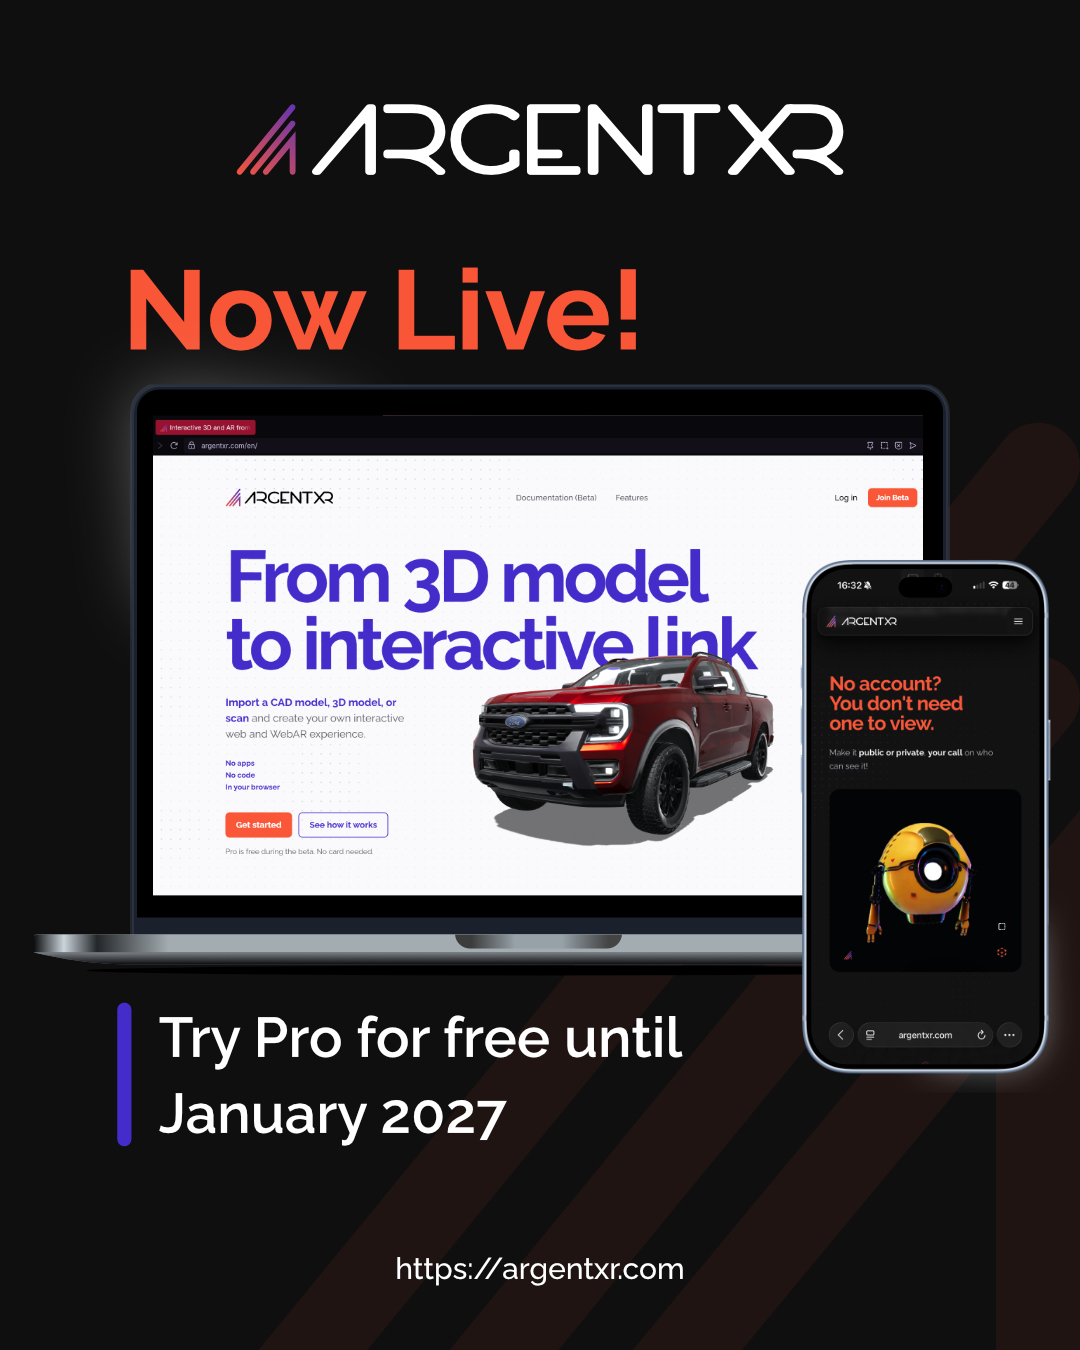 ARGENTXR
Now Live!
Interactive 3D and AR from
argentxr.com/en/
ARGENTXR
Documentation (Beta)
Features
Log in
Join Beta
From 3D model
to interactive link
Import a CAD model, 3D model, or
scan and create your own interactive
web and WebAR experience.
No apps
No code
In your browser
Get started
See how it works
Pro is free during the beta. No card needed.
16:32
44
ARGENTXR
No account?
You don't need
one to view.
Make it public or private, your call on who
can see it!
argentxr.com
Try Pro for free until
January 2027
https://argentxr.com